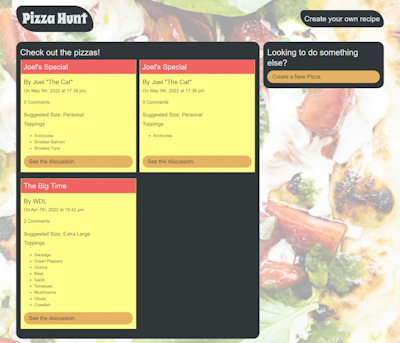 Pizza Hunt
Create your own recipe
Check out the pizzas!
Joel's Special
By Joel "The Cat"
On May 5th, 2022 at 17:39 pm
0 Comments
Suggested Size: Personal
Toppings
Anchovies
Smoked Salmon
Smoked Tuna
See the discussion.
Joel's Special
By Joel "The Cat"
On May 5th, 2022 at 17:38 pm
0 Comments
Suggested Size: Personal
Toppings
Anchovies
See the discussion.
The Big Time
By WDL
On Apr 7th, 2022 at 15:42 pm
2 Comments
Suggested Size: Extra Large
Toppings
Sausage
Green Peppers
Onions
Beef
Garlic
Tomatoes
Mushrooms
Olives
Crawfish
See the discussion.
Looking to do something
else?
Create a New Pizza.